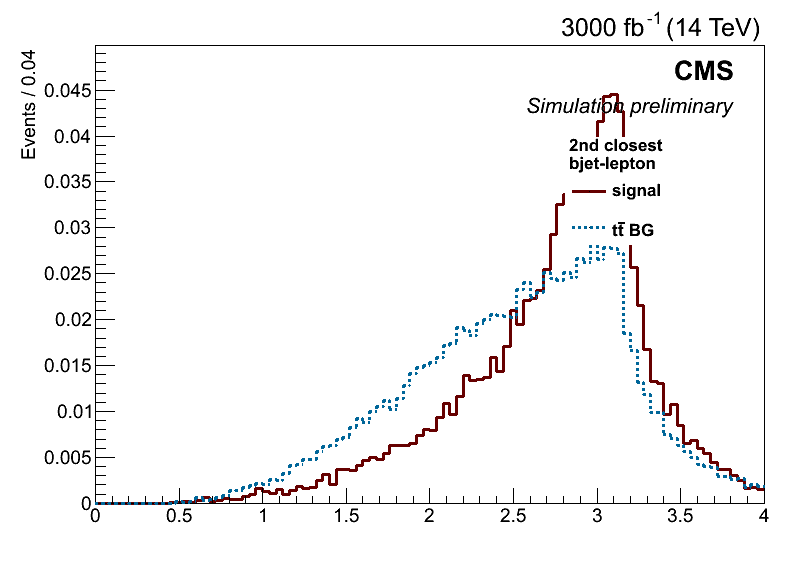 3000 fb⁻¹ (14 TeV)
Events / 0.04
CMS
Simulation preliminary
2nd closest
bjet-lepton
signal
tt̄ BG
0.045
0.04
0.035
0.03
0.025
0.02
0.015
0.01
0.005
0
0 0.5 1 1.5 2 2.5 3 3.5 4